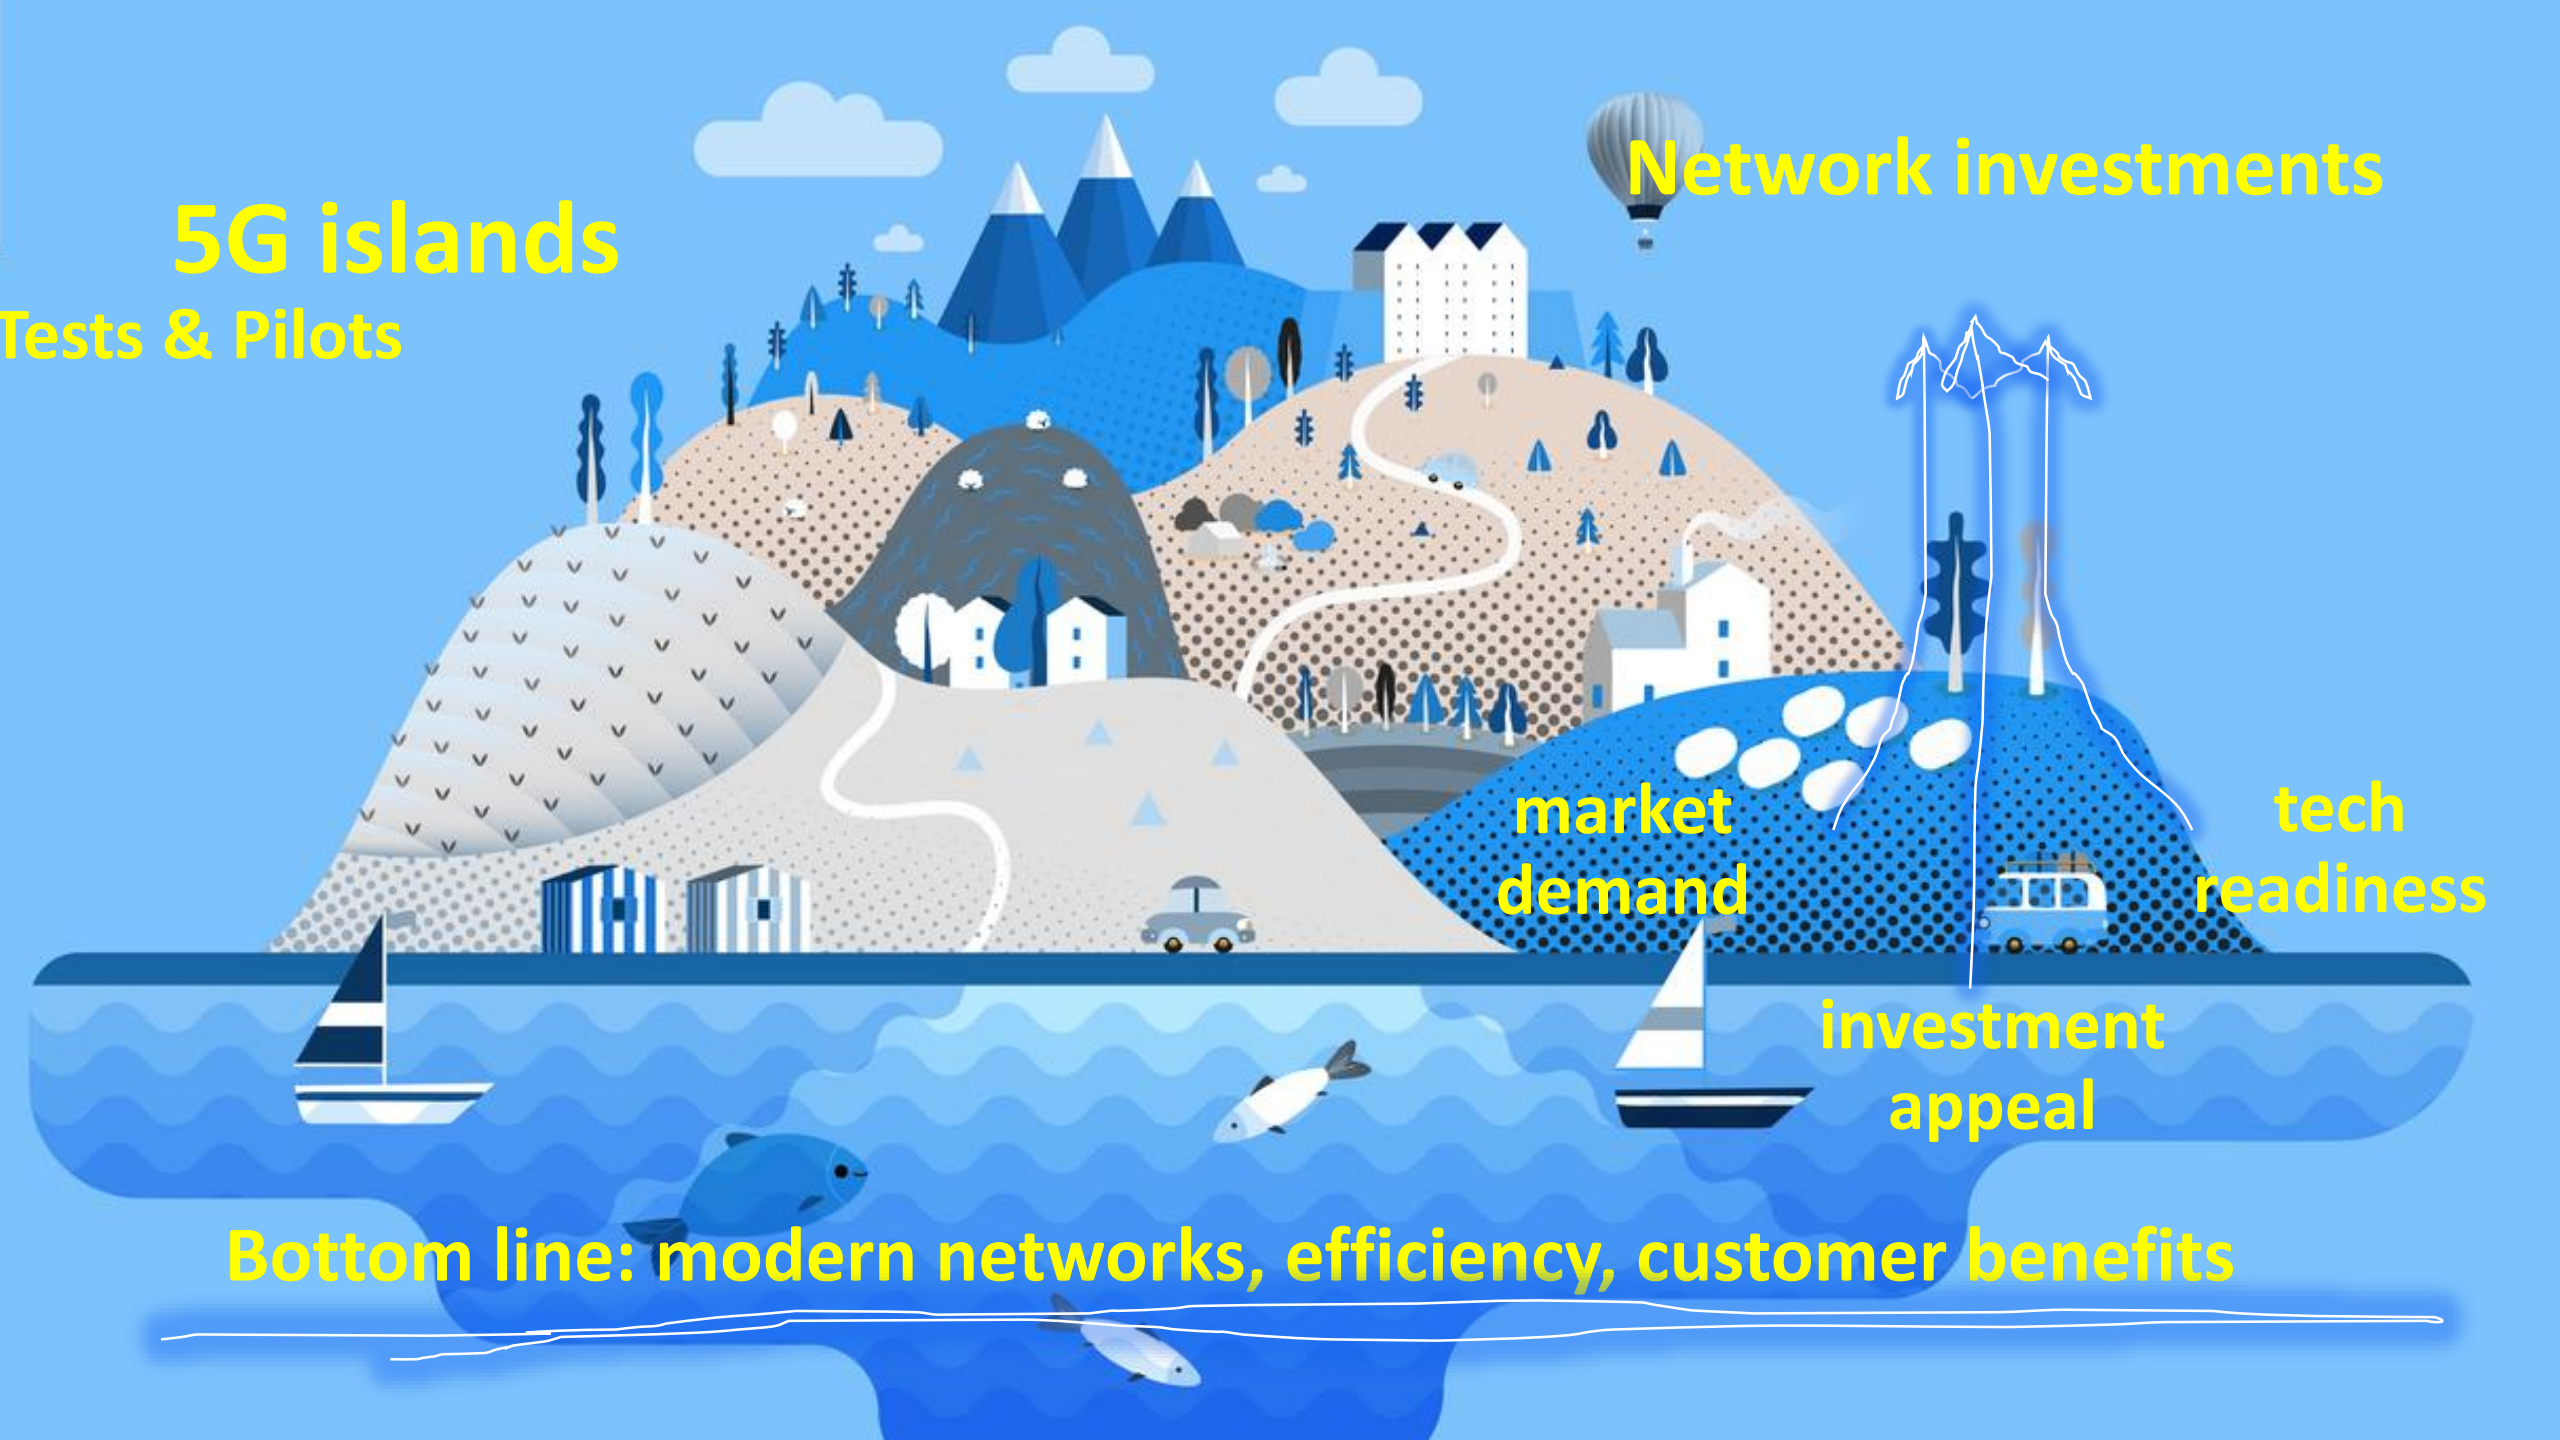 5G islands
Tests & Pilots
Network investments
market
demand
tech
readiness
investment
appeal
Bottom line: modern networks, efficiency, customer benefits